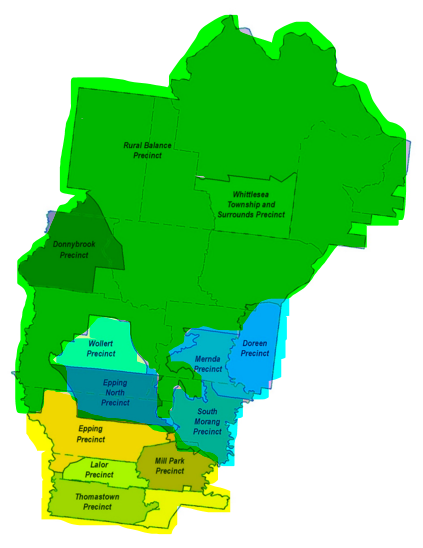 Rural Balance
Precinct
Whittlesea
Township and
Surrounds Precinct
Donnybrook
Precinct
Wollert
Precinct
Mernda
Precinct
Doreen
Precinct
Epping
North
Precinct
South
Morang
Precinct
Epping
Precinct
Lalor
Precinct
Mill Park
Precinct
Thomastown
Precinct